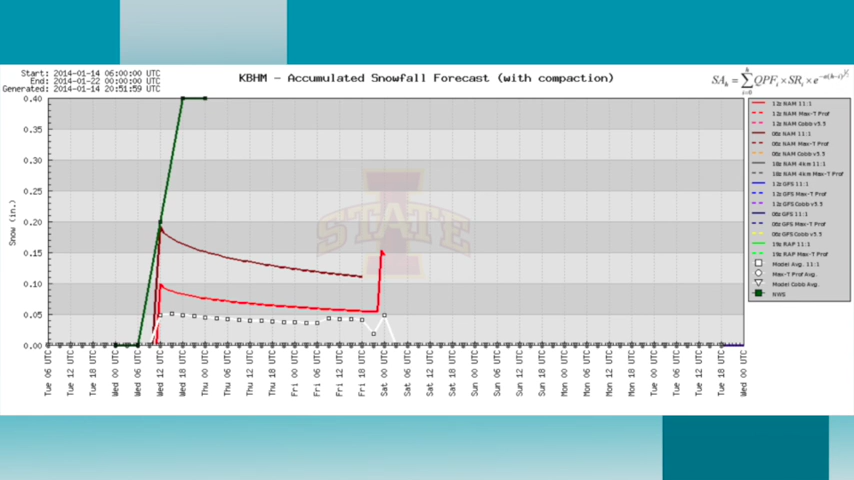 Start: 2014-01-14 06:00:00 UTC
End: 2014-01-22 00:00:00 UTC
Generated: 2014-01-14 20:51:59 UTC
KBHM - Accumulated Snowfall Forecast (with compaction)
0.40
0.35
0.30
0.25
0.20
0.15
0.10
0.05
0.00
Snow (in.)
I STATE
Tue 06 UTC
Tue 12 UTC
Tue 18 UTC
Wed 00 UTC
Wed 06 UTC
Wed 12 UTC
Wed 18 UTC
Thu 00 UTC
Thu 06 UTC
Thu 12 UTC
Thu 18 UTC
Fri 00 UTC
Fri 06 UTC
Fri 12 UTC
Fri 18 UTC
Sat 00 UTC
Sat 06 UTC
Sat 12 UTC
Sat 18 UTC
Sun 00 UTC
Sun 06 UTC
Sun 12 UTC
Sun 18 UTC
Mon 00 UTC
Mon 06 UTC
Mon 12 UTC
Mon 18 UTC
Tue 00 UTC
Tue 06 UTC
Tue 12 UTC
Tue 18 UTC
Wed 00 UTC
12z NAM 11:1
12z NAM Max-T Prof
12z NAM Cobb v5.5
06z NAM 11:1
06z NAM Max-T Prof
06z NAM Cobb v5.5
18z NAM 4km 11:1
18z NAM 4km Max-T Prof
12z GFS 11:1
12z GFS Max-T Prof
12z GFS Cobb v5.5
06z GFS 11:1
06z GFS Max-T Prof
06z GFS Cobb v5.5
19z RAP 11:1
19z RAP Max-T Prof
Model Avg. 11:1
Max-T Prof Avg.
Model Cobb Avg.
NWS